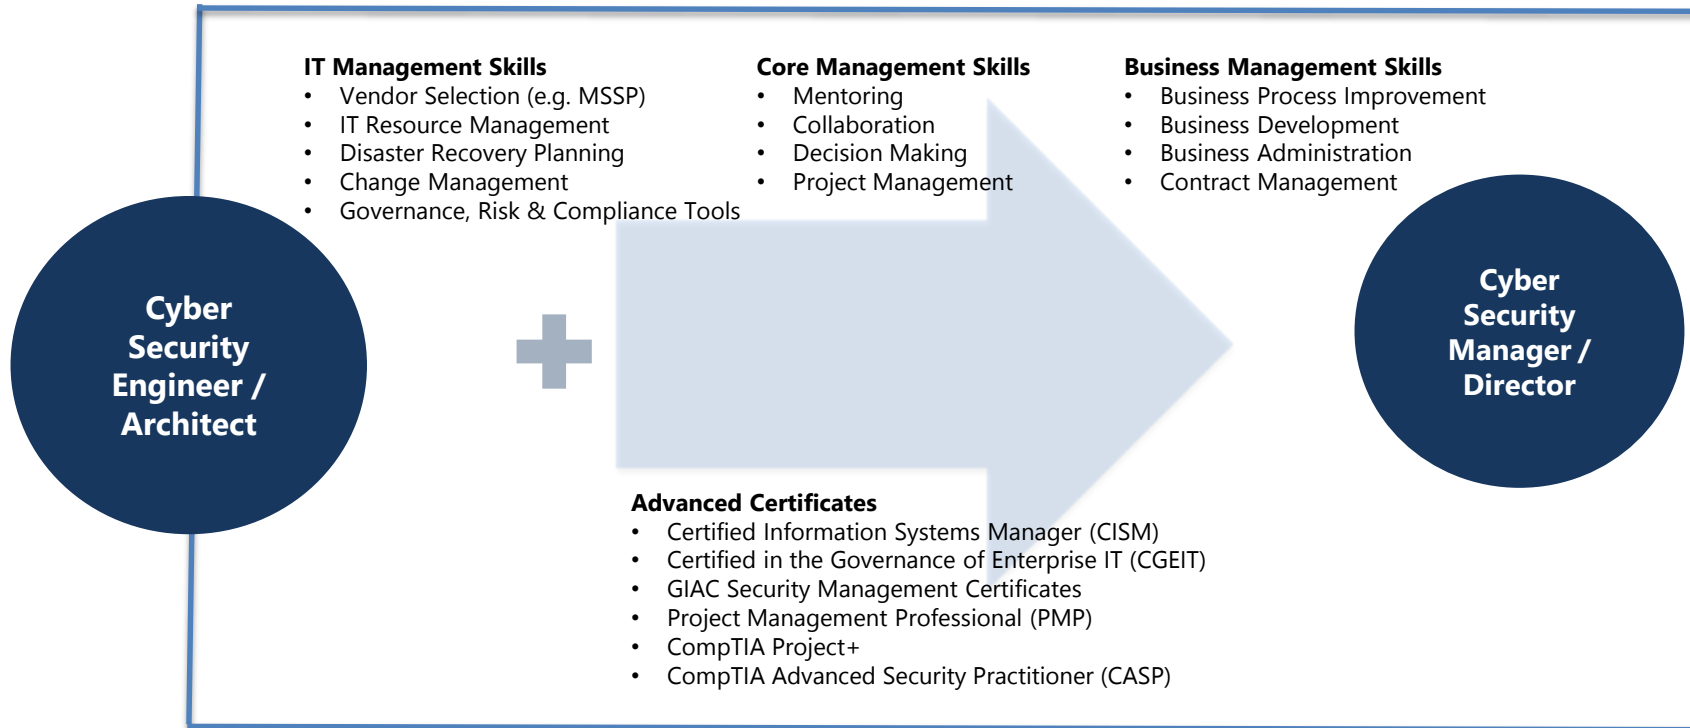 IT Management Skills
• Vendor Selection (e.g. MSSP)
• IT Resource Management
• Disaster Recovery Planning
• Change Management
• Governance, Risk & Compliance Tools
Core Management Skills
• Mentoring
• Collaboration
• Decision Making
• Project Management
Business Management Skills
• Business Process Improvement
• Business Development
• Business Administration
• Contract Management
Cyber
Security
Engineer /
Architect
Cyber
Security
Manager /
Director
Advanced Certificates
• Certified Information Systems Manager (CISM)
• Certified in the Governance of Enterprise IT (CGEIT)
• GIAC Security Management Certificates
• Project Management Professional (PMP)
• CompTIA Project+
• CompTIA Advanced Security Practitioner (CASP)